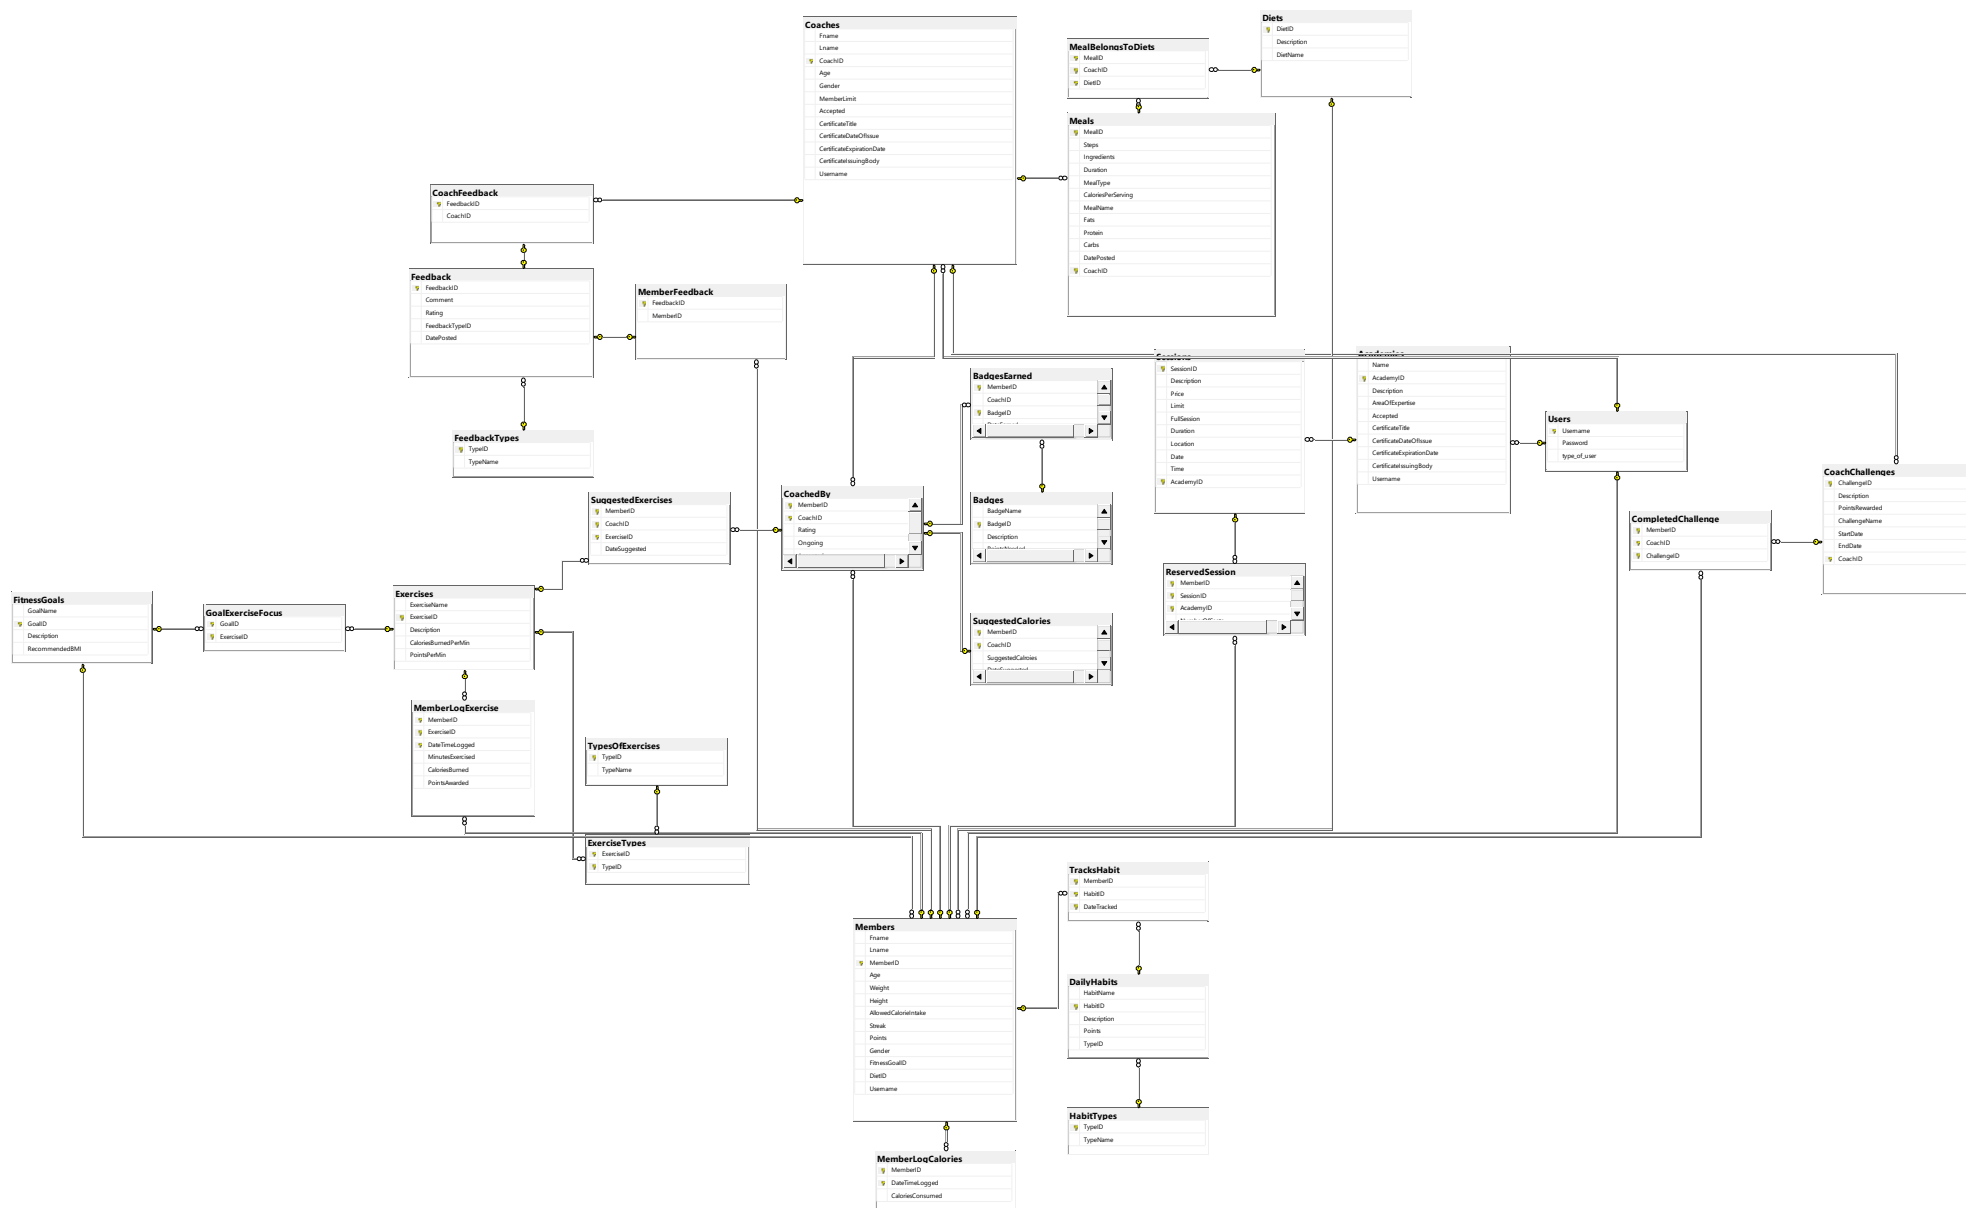 Coaches
Fname
Lname
CoachID
Age
Gender
MemberLimit
Accepted
CertificateTitle
CertificateDateOfIssue
CertificateExpirationDate
CertificateIssuingBody
Username
MealBelongsToDiets
MealID
CoachID
DietID
Diets
DietID
Description
DietName
Meals
MealID
Steps
Ingredients
Duration
MealType
CaloriesPerServing
MealName
Fats
Protein
Carbs
DatePosted
CoachID
CoachFeedback
FeedbackID
CoachID
Feedback
FeedbackID
Comment
Rating
FeedbackTypeID
DatePosted
MemberFeedback
FeedbackID
MemberID
FeedbackTypes
TypeID
TypeName
BadgesEarned
MemberID
CoachID
BadgeID
Sessions
SessionID
Description
Price
Limit
FullSession
Duration
Location
Date
Time
AcademyID
Academies
Name
AcademyID
Description
AreaOfExpertise
Accepted
CertificateTitle
CertificateDateOfIssue
CertificateExpirationDate
CertificateIssuingBody
Username
Users
Username
Password
type_of_user
CoachChallenges
ChallengeID
Description
PointsRewarded
ChallengeName
StartDate
EndDate
CoachID
CompletedChallenge
MemberID
CoachID
ChallengeID
SuggestedExercises
MemberID
CoachID
ExerciseID
DateSuggested
CoachedBy
MemberID
CoachID
Rating
Ongoing
Badges
BadgeName
BadgeID
Description
ReservedSession
MemberID
SessionID
AcademyID
FitnessGoals
GoalName
GoalID
Description
RecommendedBMI
GoalExerciseFocus
GoalID
ExerciseID
Exercises
ExerciseName
ExerciseID
Description
CaloriesBurnedPerMin
PointsPerMin
SuggestedCalories
MemberID
CoachID
SuggestedCalroies
DateSuggested
MemberLogExercise
MemberID
ExerciseID
DateTimeLogged
MinutesExercised
CaloriesBurned
PointsAwarded
TypesOfExercises
TypeID
TypeName
ExerciseTypes
ExerciseID
TypeID
Members
Fname
Lname
MemberID
Age
Weight
Height
AllowedCalorieIntake
Streak
Points
Gender
FitnessGoalID
DietID
Username
TracksHabit
MemberID
HabitID
DateTracked
DailyHabits
HabitName
HabitID
Description
Points
TypeID
HabitTypes
TypeID
TypeName
MemberLogCalories
MemberID
DateTimeLogged
CaloriesConsumed